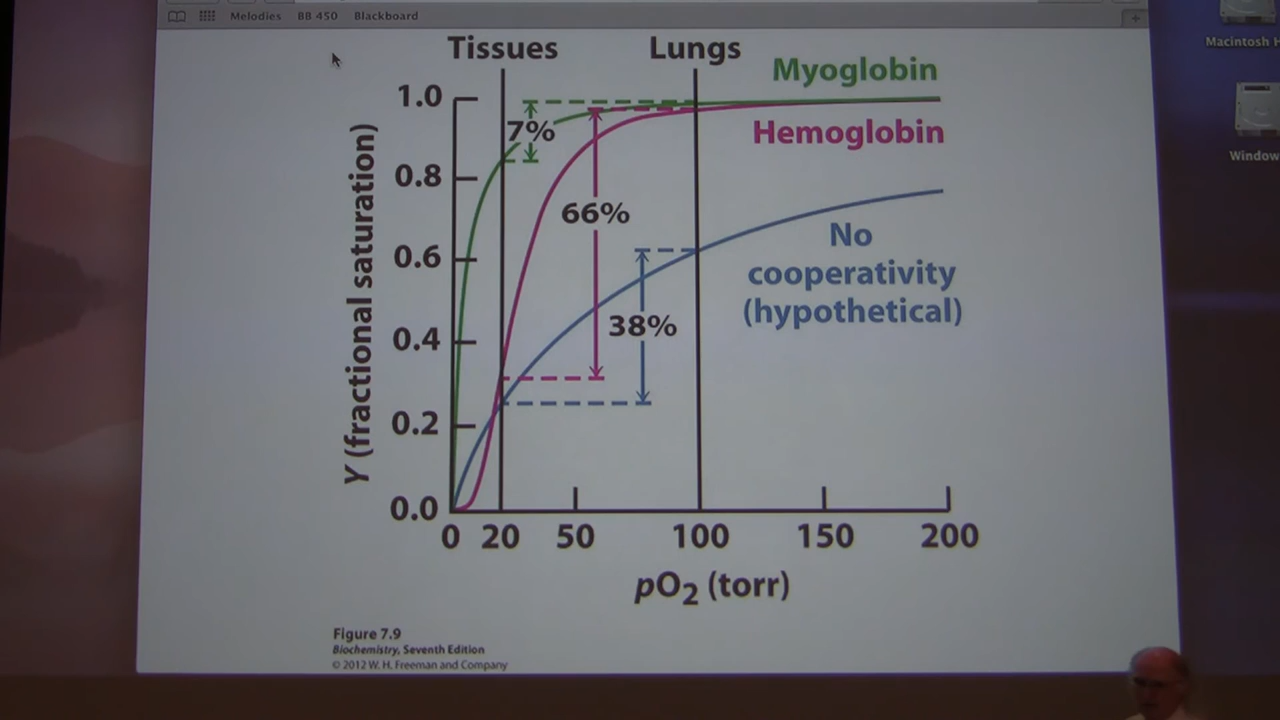 Melodies BB 450 Blackboard
Macintosh H
Window
Tissues Lungs
Myoglobin
Hemoglobin
No
cooperativity
(hypothetical)
7%
66%
38%
Y (fractional saturation)
1.0
0.8
0.6
0.4
0.2
0.0
0 20 50 100 150 200
pO2 (torr)
Figure 7.9
Biochemistry, Seventh Edition
© 2012 W. H. Freeman and Company